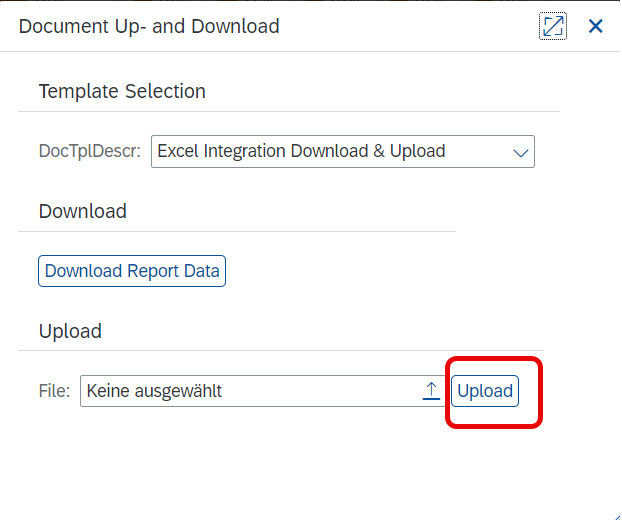 Document Up- and Download
Template Selection
DocTplDescr: Excel Integration Download & Upload
Download
Download Report Data
Upload
File: Keine ausgewählt Upload